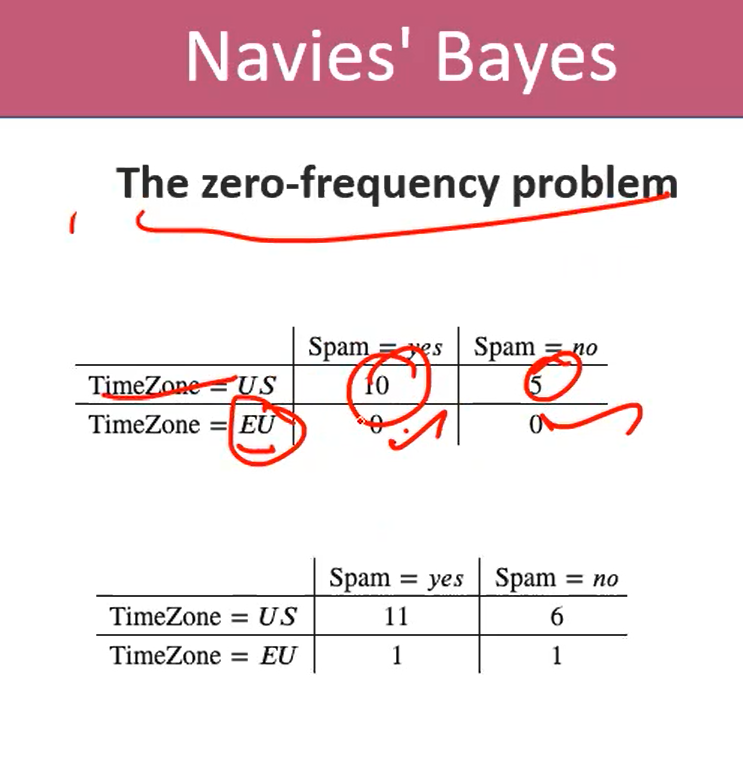 Navies' Bayes
The zero-frequency problem
Spam = yes Spam = no
TimeZone = US 10 5
TimeZone = EU 0 0
Spam = yes Spam = no
TimeZone = US 11 6
TimeZone = EU 1 1